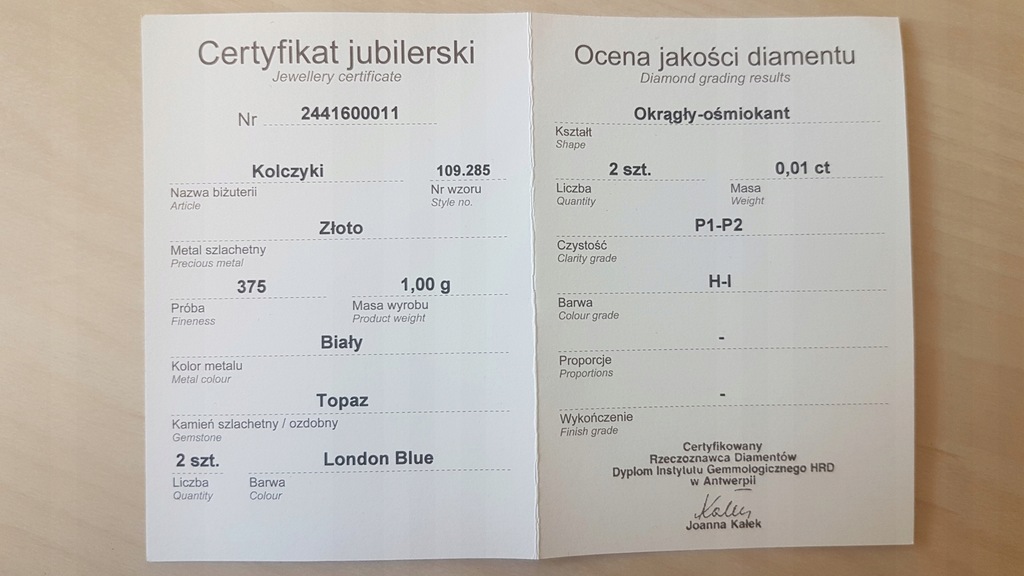 Certyfikat jubilerski
Jewellery certificate
Nr 2441600011
Kolczyki 109.285
Nazwa biżuterii Nr wzoru
Article Style no.
Złoto
Metal szlachetny
Precious metal
375 1,00 g
Próba Masa wyrobu
Fineness Product weight
Biały
Kolor metalu
Metal colour
Topaz
Kamień szlachetny / ozdobny
Gemstone
2 szt. London Blue
Liczba Barwa
Quantity Colour
Ocena jakości diamentu
Diamond grading results
Okrągły-ośmiokant
Kształt
Shape
2 szt. 0,01 ct
Liczba Masa
Quantity Weight
P1-P2
Czystość
Clarity grade
H-I
Barwa
Colour grade
-
Proporcje
Proportions
-
Wykończenie
Finish grade
Certyfikowany
Rzeczoznawca Diamentów
Dyplom Instytutu Gemmologicznego HRD
w Antwerpii
Joanna Kałek